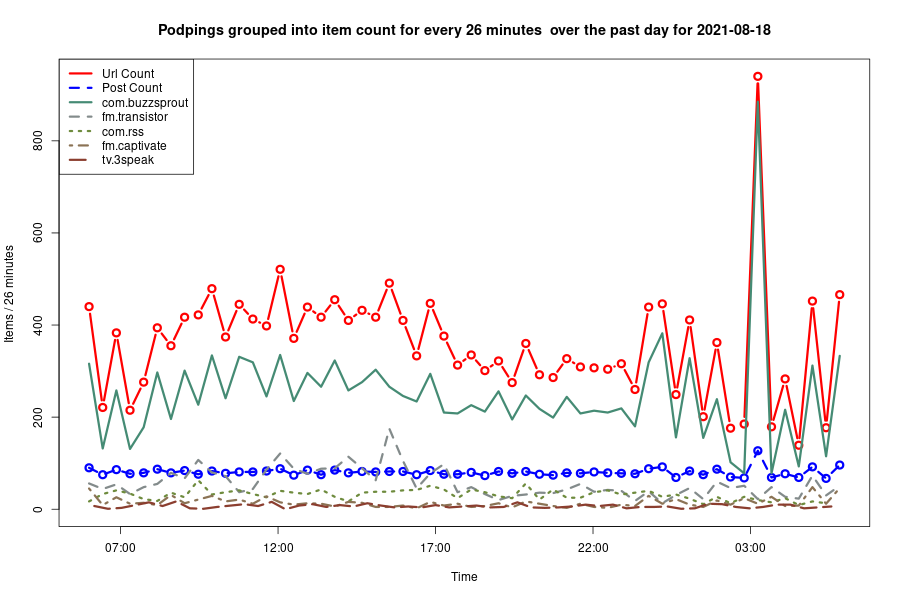 Podpings grouped into item count for every 26 minutes  over the past day for 2021-08-18
Url Count
Post Count
com.buzzsprout
fm.transistor
com.rss
fm.captivate
tv.3speak
Items / 26 minutes
800
600
400
200
0
07:00 12:00 17:00 22:00 03:00
Time